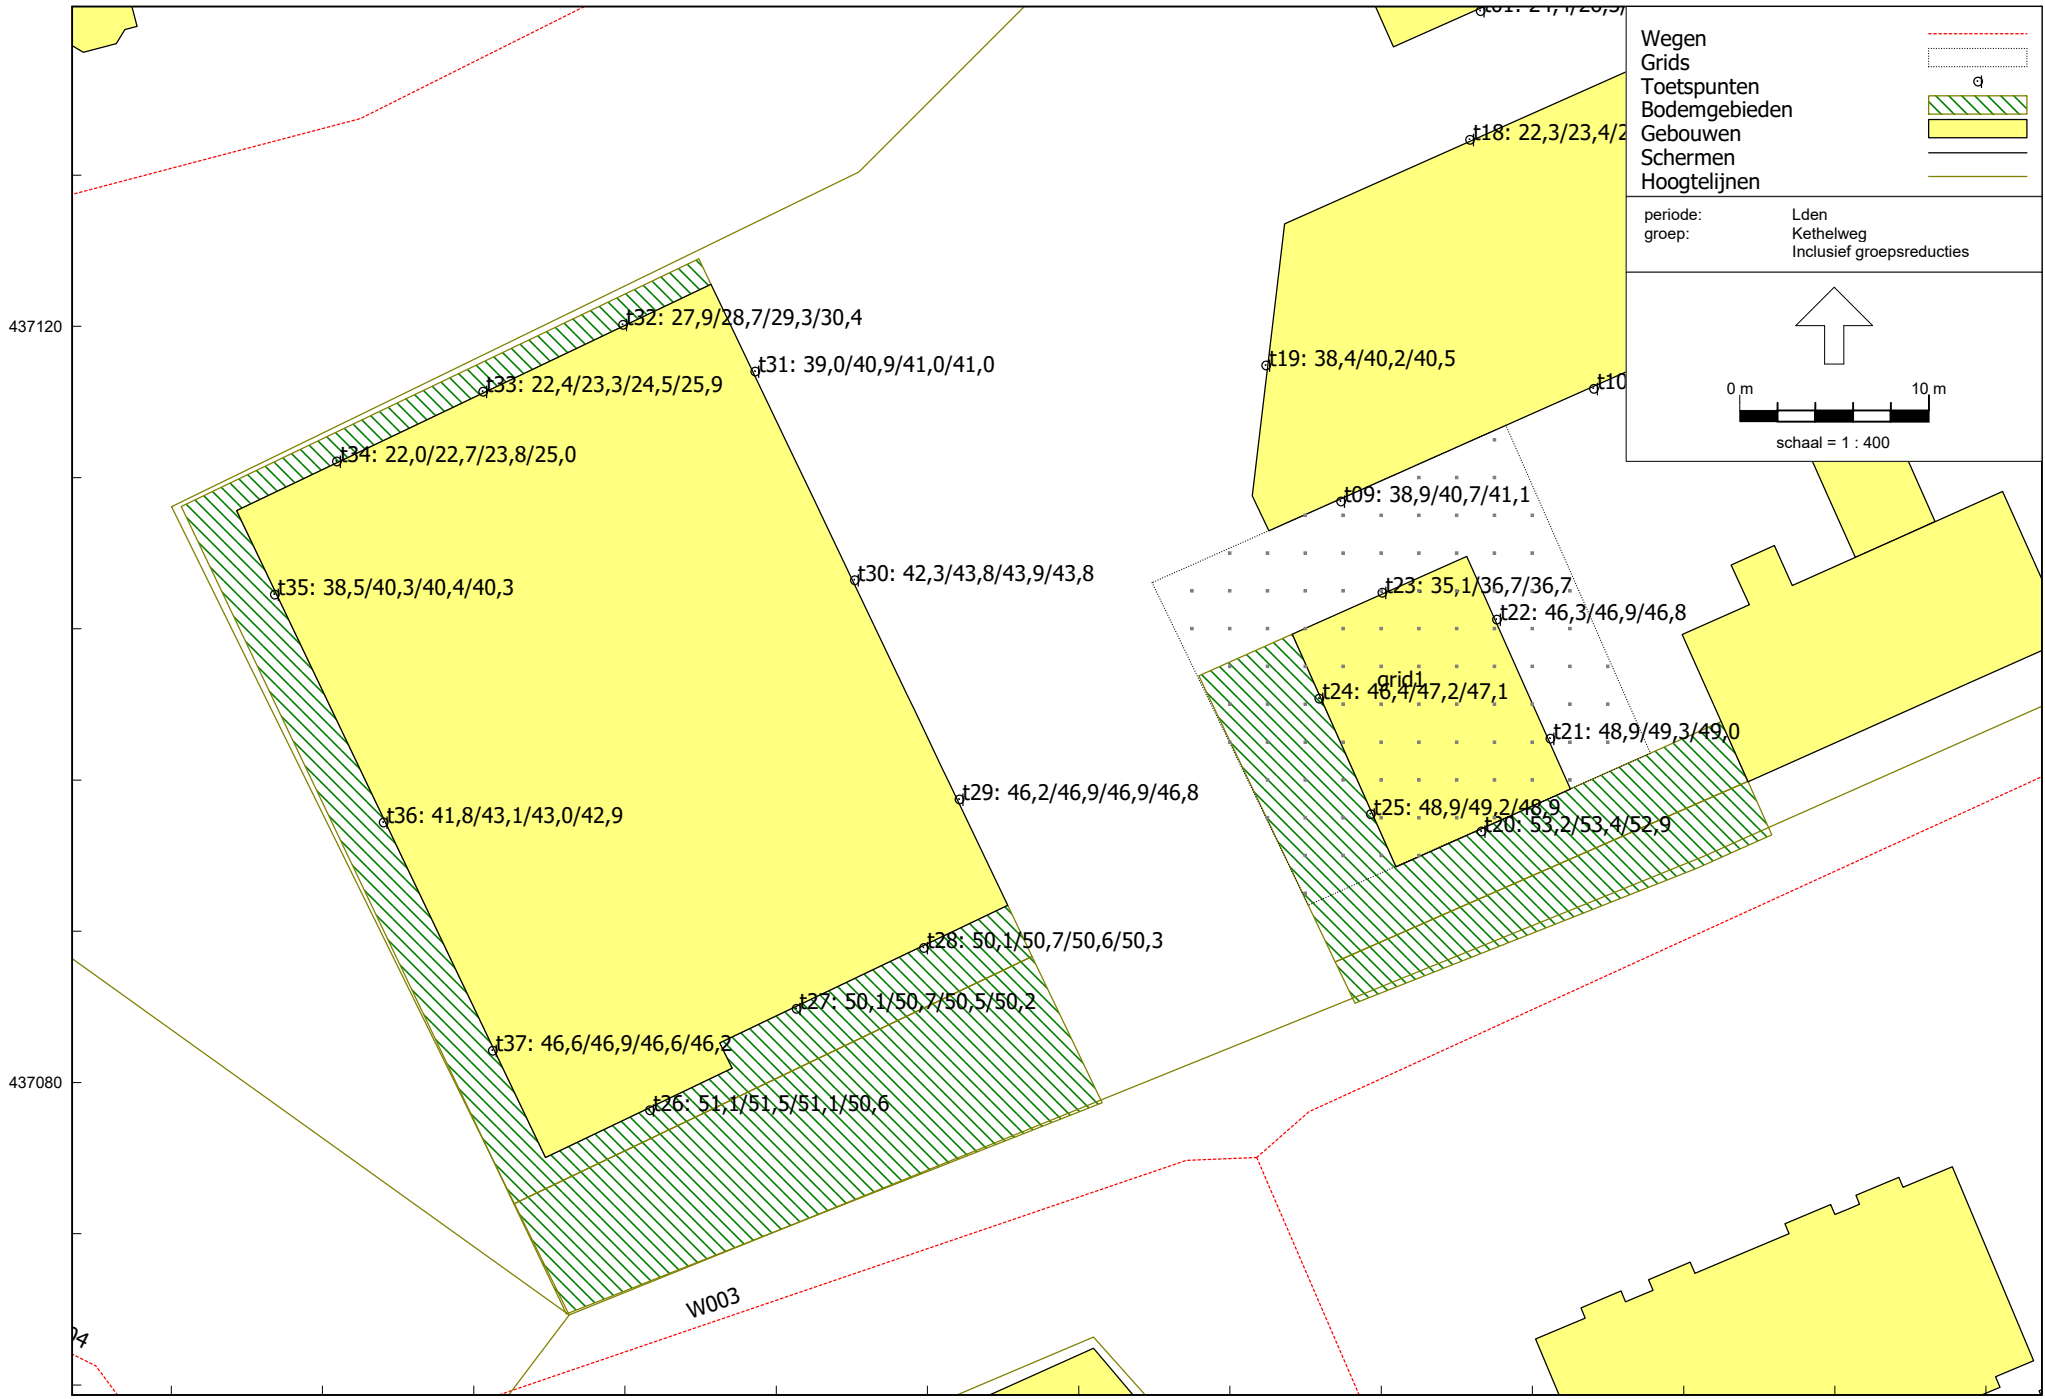 Wegen
Grids
Toetspunten
Bodemgebieden
Gebouwen
Schermen
Hoogtelijnen
periode: Lden
groep: Kethelweg
Inclusief groepsreducties
0 m 10 m
schaal = 1 : 400
t18: 22,3/23,4/2
437120
t32: 27,9/28,7/29,3/30,4
t31: 39,0/40,9/41,0/41,0
t19: 38,4/40,2/40,5
t10
t33: 22,4/23,3/24,5/25,9
t34: 22,0/22,7/23,8/25,0
t09: 38,9/40,7/41,1
t30: 42,3/43,8/43,9/43,8
t35: 38,5/40,3/40,4/40,3
t23: 35,1/36,7/36,7
t22: 46,3/46,9/46,8
grid1
t24: 46,4/47,2/47,1
t21: 48,9/49,3/49,0
t29: 46,2/46,9/46,9/46,8
t25: 48,9/49,2/48,9
t36: 41,8/43,1/43,0/42,9
t20: 53,2/53,4/52,9
t28: 50,1/50,7/50,6/50,3
t27: 50,1/50,7/50,5/50,2
t37: 46,6/46,9/46,6/46,2
437080
t26: 51,1/51,5/51,1/50,6
W003
04